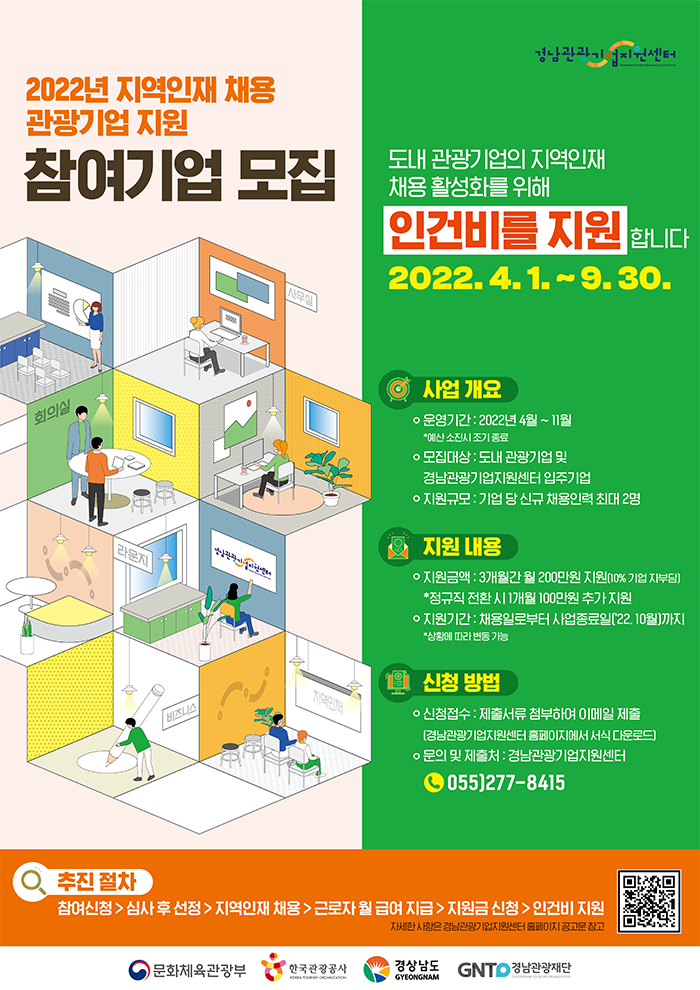 경남관광기업지원센터
2022년 지역인재 채용
관광기업 지원
참여기업 모집
도내 관광기업의 지역인재
채용 활성화를 위해
인건비를 지원 합니다
2022. 4. 1. ~ 9. 30.
사무실
회의실
라운지
경남관광기업지원센터
비즈니스
지역인재
사업 개요
운영기간 : 2022년 4월 ~ 11월
*예산 소진시 조기 종료
모집대상 : 도내 관광기업 및
경남관광기업지원센터 입주기업
지원규모 : 기업 당 신규 채용인력 최대 2명
지원 내용
지원금액 : 3개월간 월 200만원 지원(10% 기업 자부담)
*정규직 전환 시 1개월 100만원 추가 지원
지원기간 : 채용일로부터 사업종료일('22. 10월)까지
*상황에 따라 변동 가능
신청 방법
신청접수 : 제출서류 첨부하여 이메일 제출
(경남관광기업지원센터 홈페이지에서 서식 다운로드)
문의 및 제출처 : 경남관광기업지원센터
055)277-8415
추진 절차
참여신청 > 심사 후 선정 > 지역인재 채용 > 근로자 월 급여 지급 > 지원금 신청 > 인건비 지원
자세한 사항은 경남관광기업지원센터 홈페이지 공고문 참고
문화체육관광부
한국관광공사
KOREA TOURISM ORGANIZATION
경상남도
GYEONGNAM
GNTO 경남관광재단